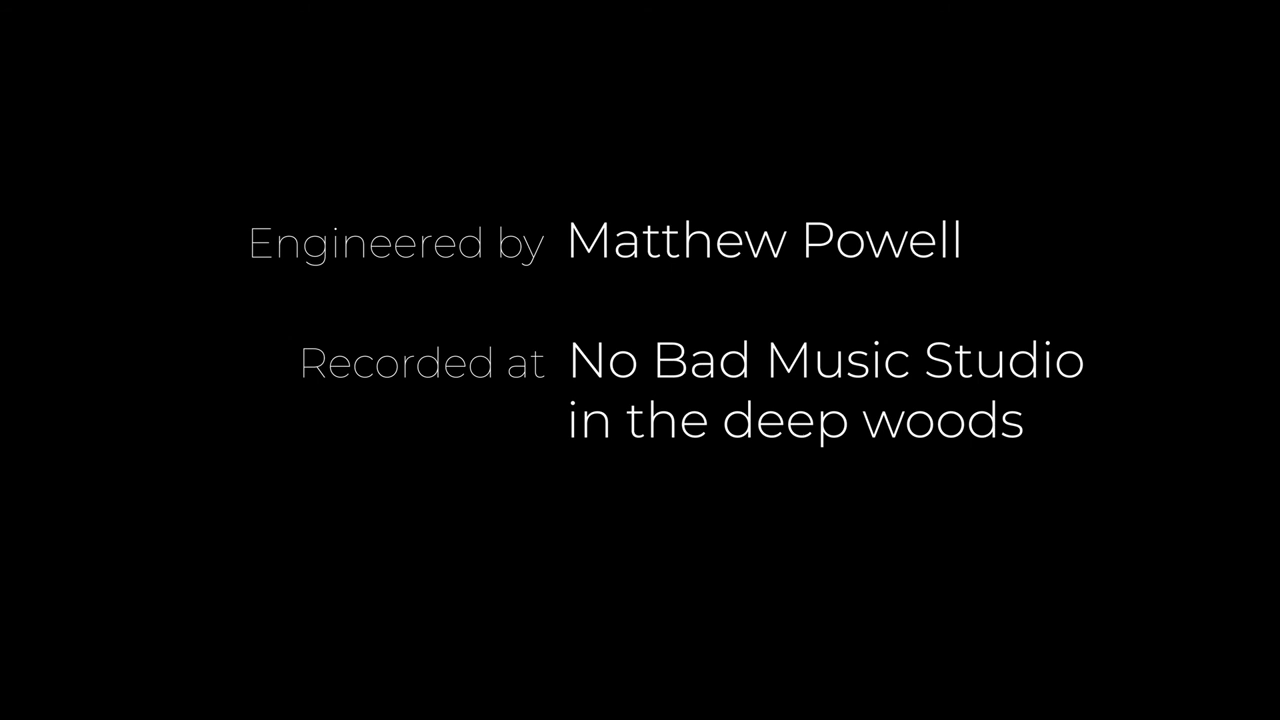 Engineered by Matthew Powell
Recorded at No Bad Music Studio
in the deep woods